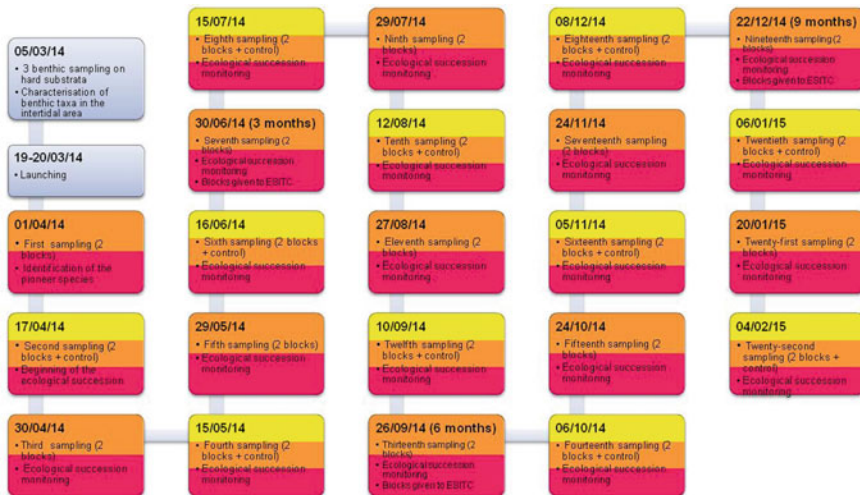 05/03/14
• 3 benthic sampling on
hard substrata
• Characterisation of
benthic taxa in the
intertidal area
19-20/03/14
• Launching
01/04/14
• First sampling (2
blocks)
• Identification of the
pioneer species
17/04/14
• Second sampling (2
blocks + control)
• Beginning of the
ecological succession
30/04/14
• Third sampling (2
blocks)
• Ecological succession
monitoring
15/05/14
• Fourth sampling (2
blocks + control)
• Ecological succession
monitoring
29/05/14
• Fifth sampling (2 blocks)
• Ecological succession
monitoring
16/06/14
• Sixth sampling (2 blocks
+ control)
• Ecological succession
monitoring
30/06/14 (3 months)
• Seventh sampling (2
blocks)
• Ecological succession
monitoring
• Blocks given to ESITC
15/07/14
• Eighth sampling (2
blocks + control)
• Ecological succession
monitoring
29/07/14
• Ninth sampling (2
blocks)
• Ecological succession
monitoring
12/08/14
• Tenth sampling (2
blocks + control)
• Ecological succession
monitoring
27/08/14
• Eleventh sampling (2
blocks)
• Ecological succession
monitoring
10/09/14
• Twelfth sampling (2
blocks + control)
• Ecological succession
monitoring
26/09/14 (6 months)
• Thirteenth sampling (2
blocks)
• Ecological succession
monitoring
• Blocks given to ESITC
06/10/14
• Fourteenth sampling (2
blocks + control)
• Ecological succession
monitoring
24/10/14
• Fifteenth sampling (2
blocks)
• Ecological succession
monitoring
05/11/14
• Sixteenth sampling (2
blocks + control)
• Ecological succession
monitoring
24/11/14
• Seventeenth sampling
(2 blocks)
• Ecological succession
monitoring
08/12/14
• Eighteenth sampling (2
blocks + control)
• Ecological succession
monitoring
22/12/14 (9 months)
• Nineteenth sampling (2
blocks)
• Ecological succession
monitoring
• Blocks given to ESITC
06/01/15
• Twentieth sampling (2
blocks + control)
• Ecological succession
monitoring
20/01/15
• Twenty-first sampling (2
blocks)
• Ecological succession
monitoring
04/02/15
• Twenty-second
sampling (2 blocks +
control)
• Ecological succession
monitoring